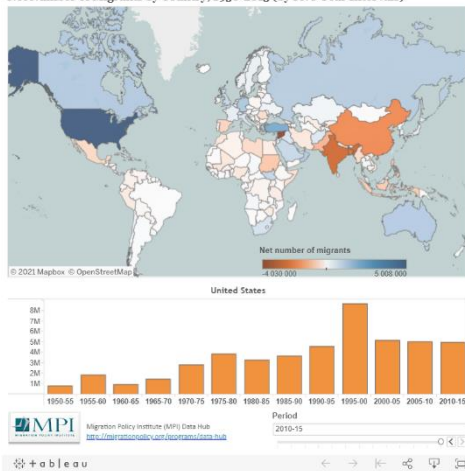 Net number of migrants
-4 030 000 5 008 000
© 2021 Mapbox © OpenStreetMap
United States
8M
7M
6M
5M
4M
3M
2M
1M
1950-55 1955-60 1960-65 1965-70 1970-75 1975-80 1980-85 1985-90 1990-95 1995-00 2000-05 2005-10 2010-15
MPI
MIGRATION POLICY INSTITUTE
Migration Policy Institute (MPI) Data Hub
http://migrationpolicy.org/programs/data-hub
Period
2010-15
+ a b | e a u